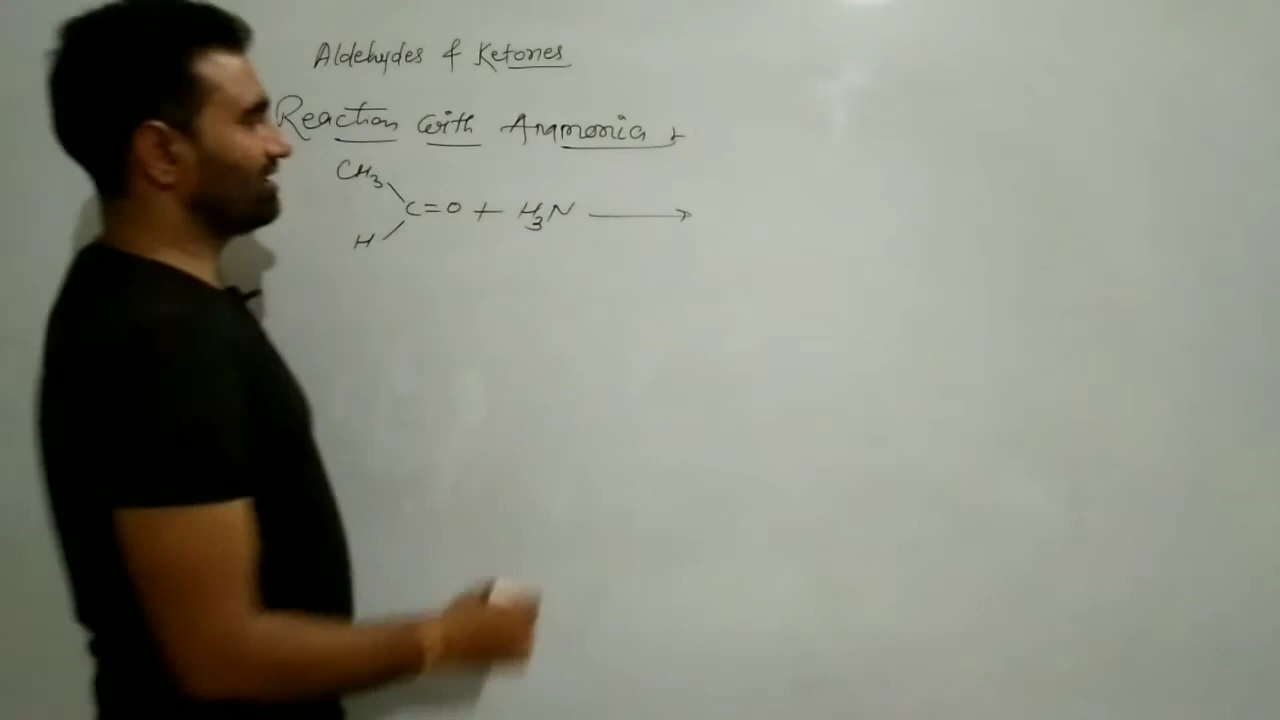 Aldehydes & Ketones
Reaction with Ammonia :
CH3
C=O + H3N ⟶
H